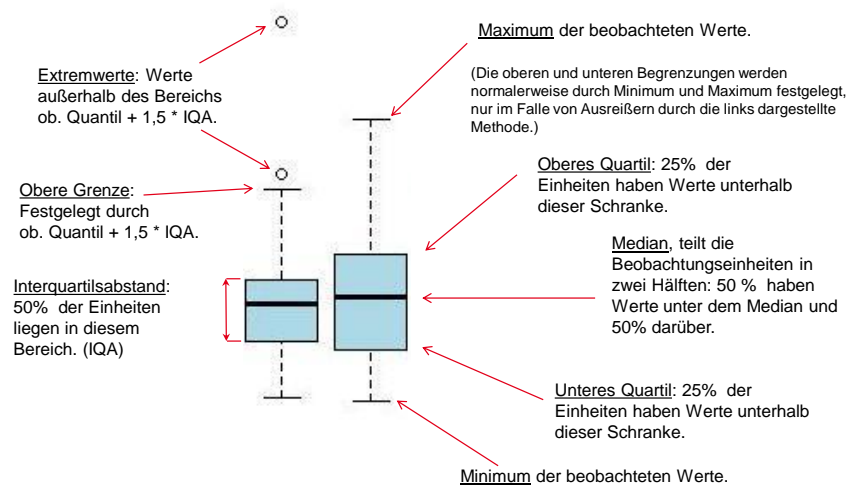 Extremwerte: Werte
außerhalb des Bereichs
ob. Quantil + 1,5 * IQA.
Obere Grenze:
Festgelegt durch
ob. Quantil + 1,5 * IQA.
Interquartilsabstand:
50% der Einheiten
liegen in diesem
Bereich. (IQA)
Maximum der beobachteten Werte.
(Die oberen und unteren Begrenzungen werden
normalerweise durch Minimum und Maximum festgelegt,
nur im Falle von Ausreißern durch die links dargestellte
Methode.)
Oberes Quartil: 25% der
Einheiten haben Werte unterhalb
dieser Schranke.
Median, teilt die
Beobachtungseinheiten in
zwei Hälften: 50 % haben
Werte unter dem Median und
50% darüber.
Unteres Quartil: 25% der
Einheiten haben Werte unterhalb
dieser Schranke.
Minimum der beobachteten Werte.